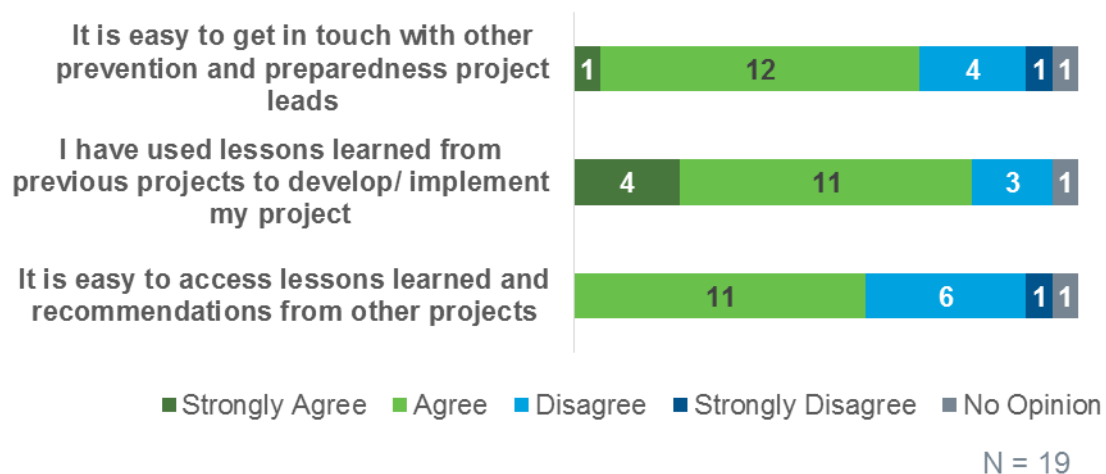 It is easy to get in touch with other
prevention and preparedness project
leads
1 12 4 1 1
I have used lessons learned from
previous projects to develop/ implement
my project
4 11 3 1
It is easy to access lessons learned and
recommendations from other projects
11 6 1 1
Strongly Agree Agree Disagree Strongly Disagree No Opinion
N = 19